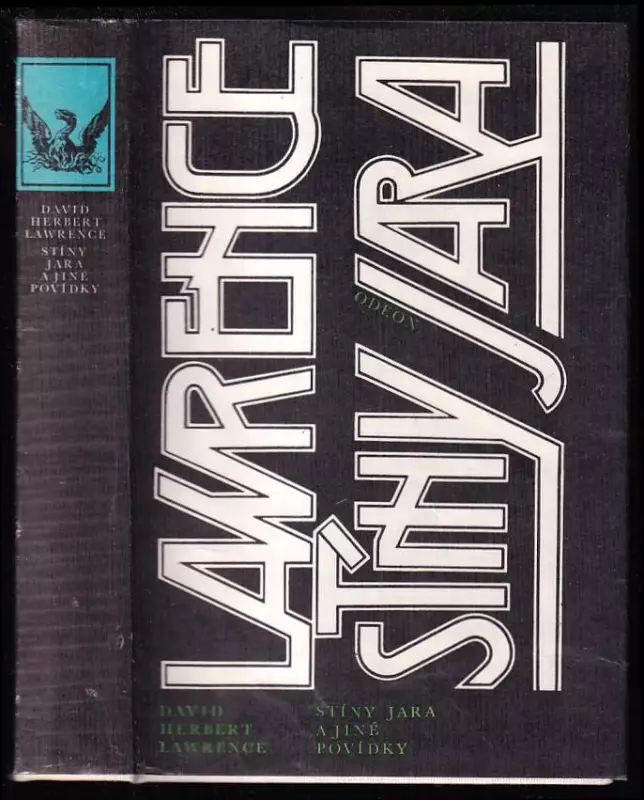 DAVID
HERBERT
LAWRENCE
STÍNY
JARA
A JINÉ
POVÍDKY
LAWRENCE
STÍNY JARA
ODEON
DAVID
HERBERT
LAWRENCE
STÍNY JARA
A JINÉ
POVÍDKY